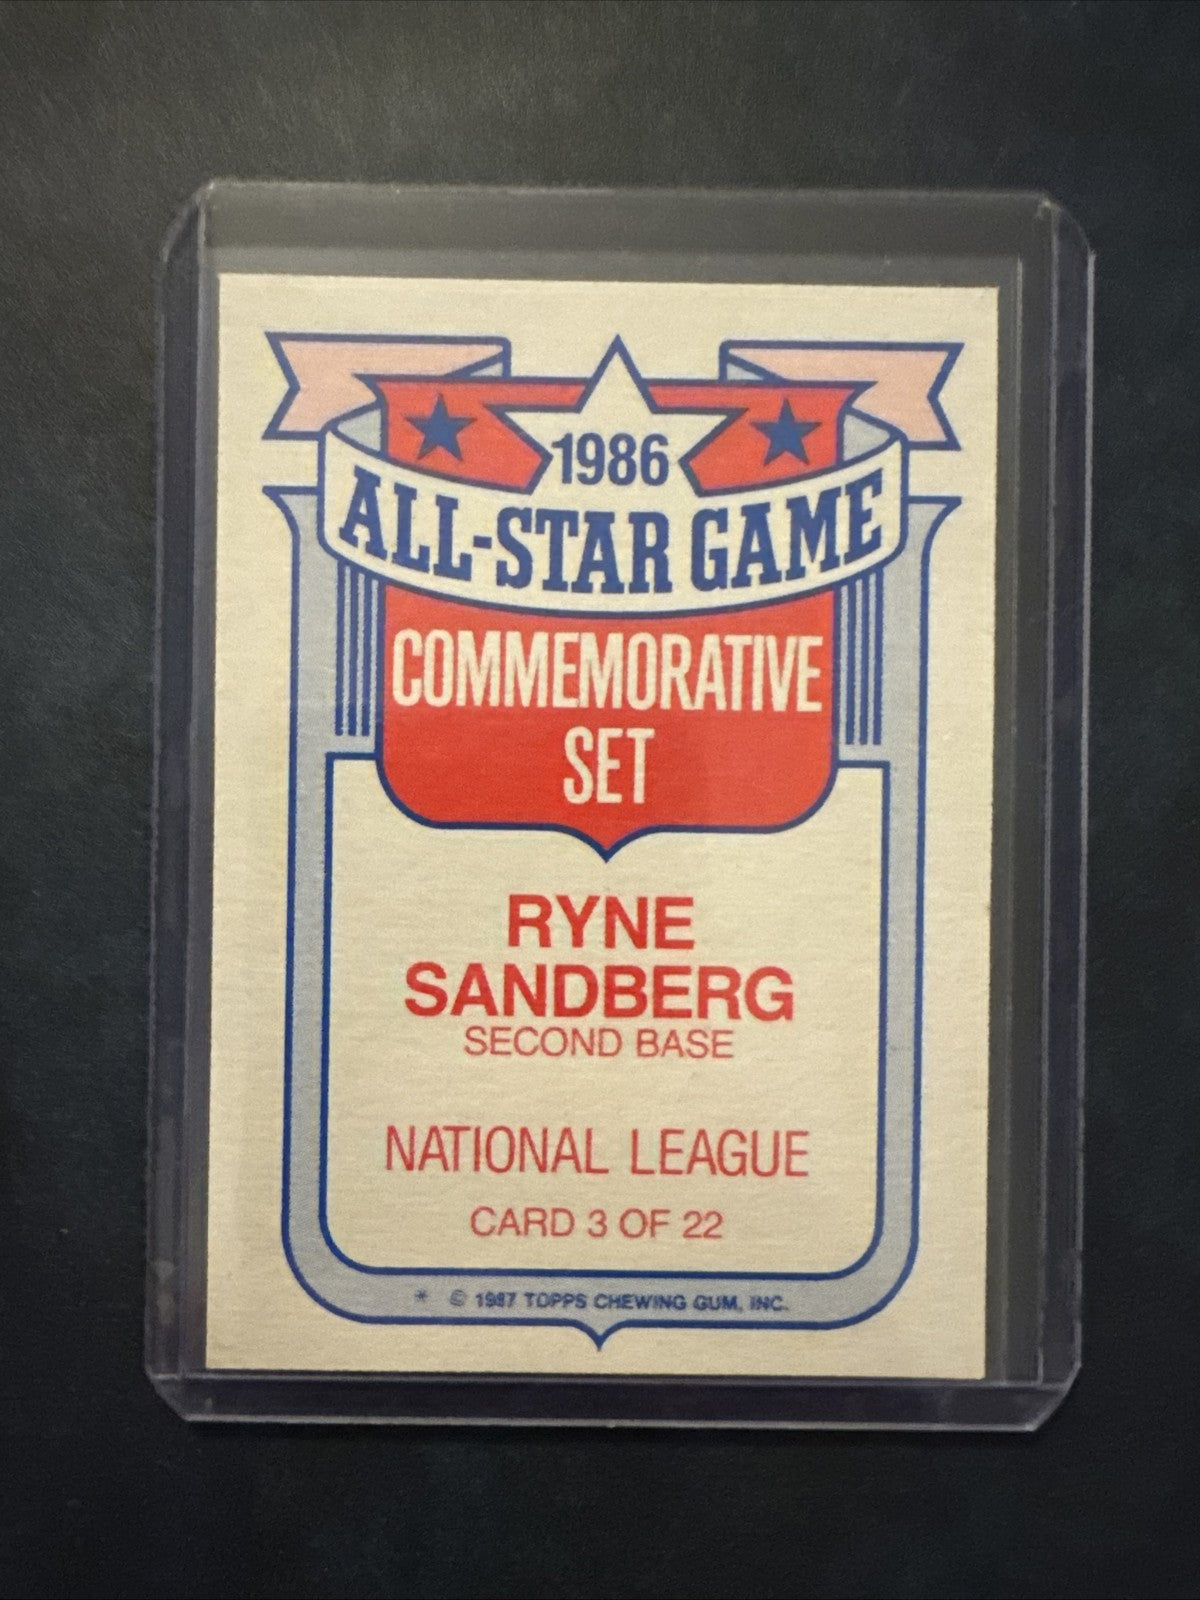 1986
ALL-STAR GAME
COMMEMORATIVE
SET
RYNE
SANDBERG
SECOND BASE
NATIONAL LEAGUE
CARD 3 OF 22
* © 1987 TOPPS CHEWING GUM, INC.